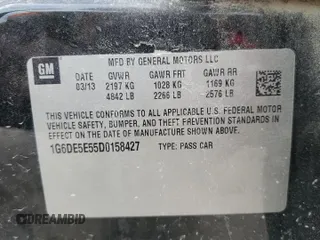 GM
MFD BY GENERAL MOTORS LLC
DATE GVWR GAWR FRT GAWR RR
03/13 2197 KG 1028 KG 1169 KG
4842 LB 2266 LB 2576 LB
THIS VEHICLE CONFORMS TO ALL APPLICABLE U.S. FEDERAL MOTOR
VEHICLE SAFETY, BUMPER, AND THEFT PREVENTION STANDARDS
IN EFFECT ON THE DATE OF MANUFACTURE SHOWN ABOVE.
1G6DE5E55D0158427 TYPE: PASS CAR
DREAMBID